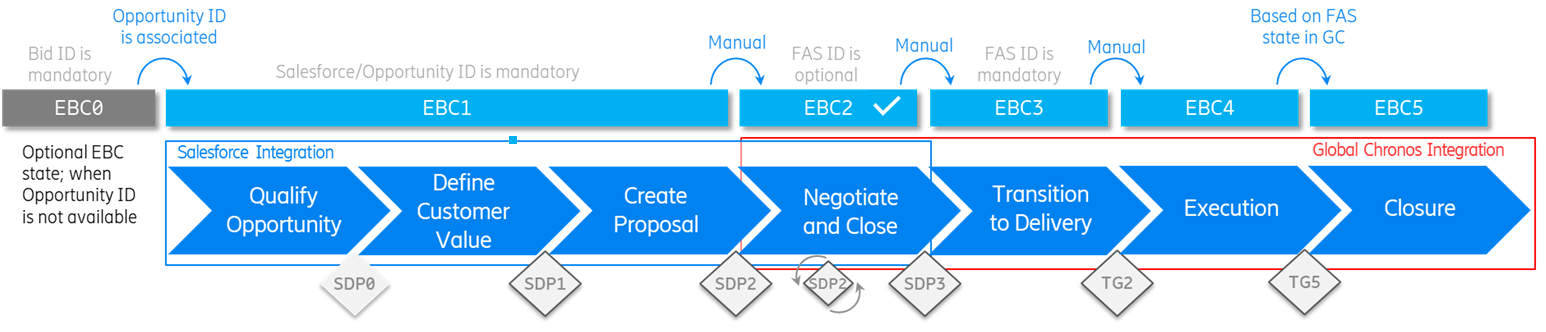 Opportunity ID
is associated
Based on FAS
state in GC
Bid ID is
mandatory
Salesforce/Opportunity ID is mandatory
Manual
FAS ID is
optional
Manual
FAS ID is
mandatory
Manual
EBC0
EBC1
EBC2
EBC3
EBC4
EBC5
Optional EBC
state; when
Opportunity ID
is not available
Salesforce Integration
Global Chronos Integration
Qualify
Opportunity
Define
Customer
Value
Create
Proposal
Negotiate
and Close
Transition
to Delivery
Execution
Closure
SDP0
SDP1
SDP2
SDP2
SDP3
TG2
TG5